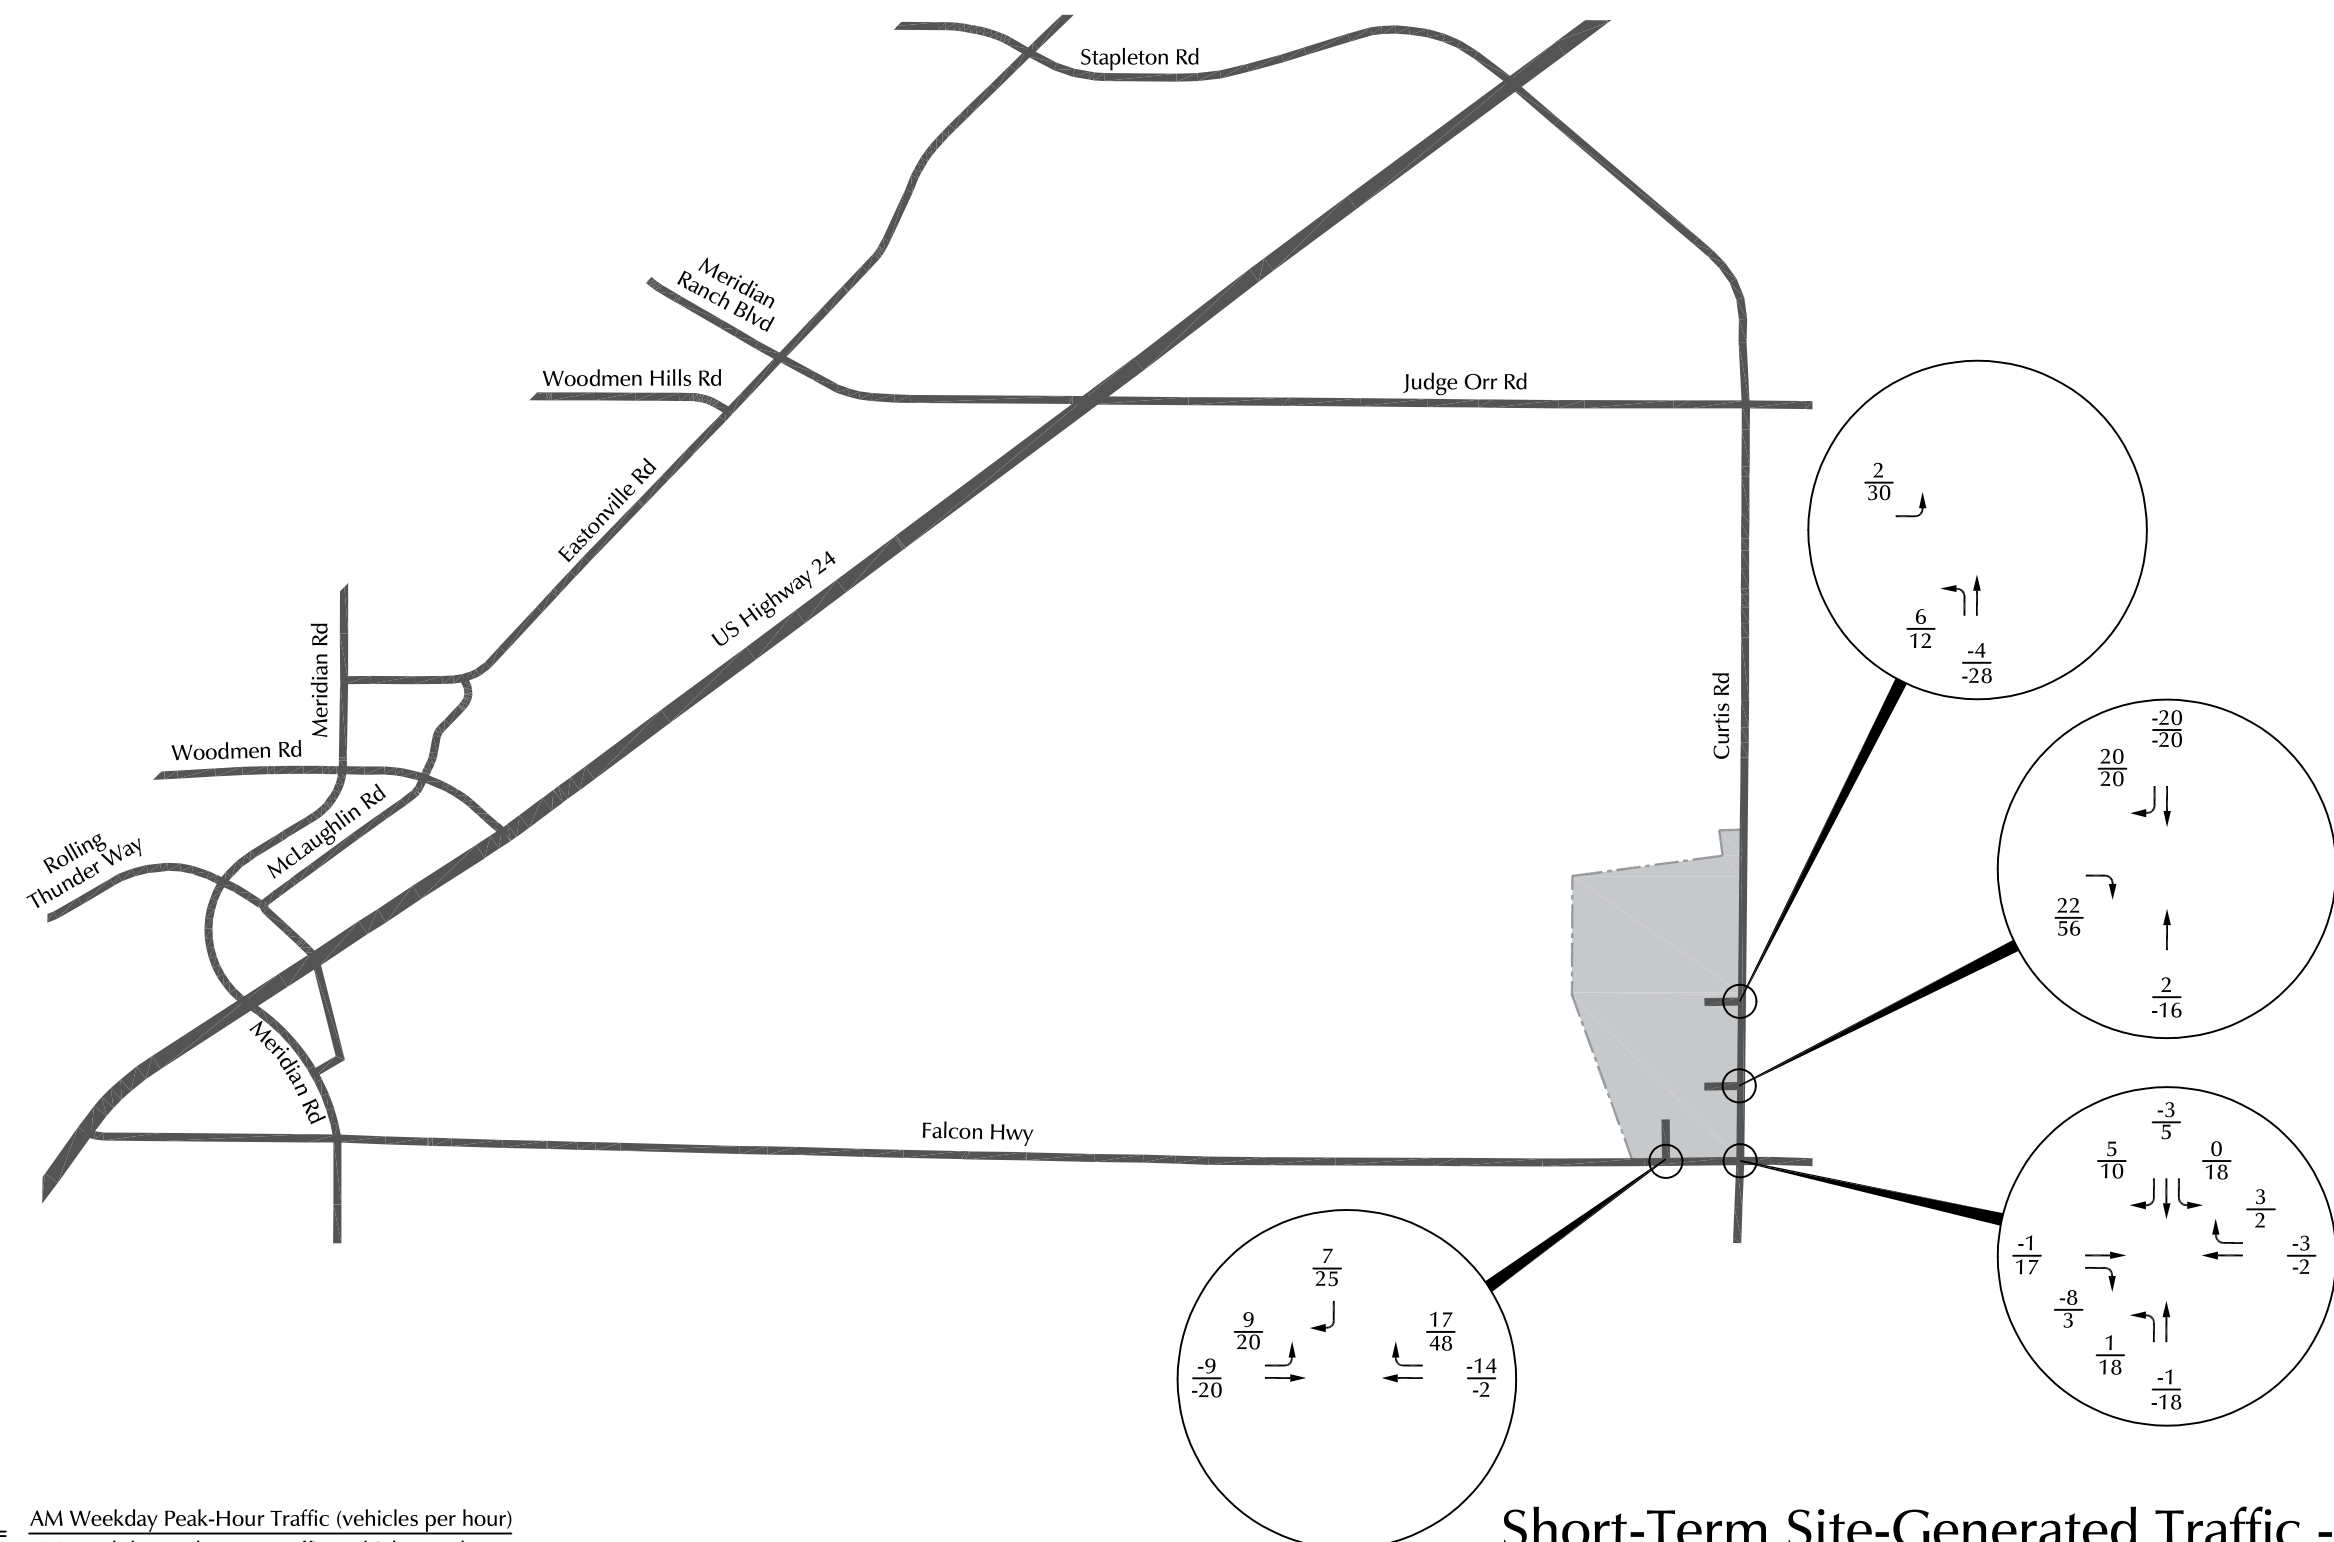 Stapleton Rd
Meridian
Ranch Blvd
Woodmen Hills Rd
Judge Orr Rd
Eastonville Rd
US Highway 24
Meridian Rd
Curtis Rd
Woodmen Rd
McLaughlin Rd
Rolling
Thunder Way
Meridian Rd
Falcon Hwy
2
30
6
12
-4
-28
-20
-20
20
20
22
56
2
-16
-3
5
5
10
0
18
3
2
-1
17
-3
-2
-8
3
1
18
-1
-18
7
25
9
20
17
48
-9
-20
-14
-2
= AM Weekday Peak-Hour Traffic (vehicles per hour)
Short-Term Site-Generated Traffic -